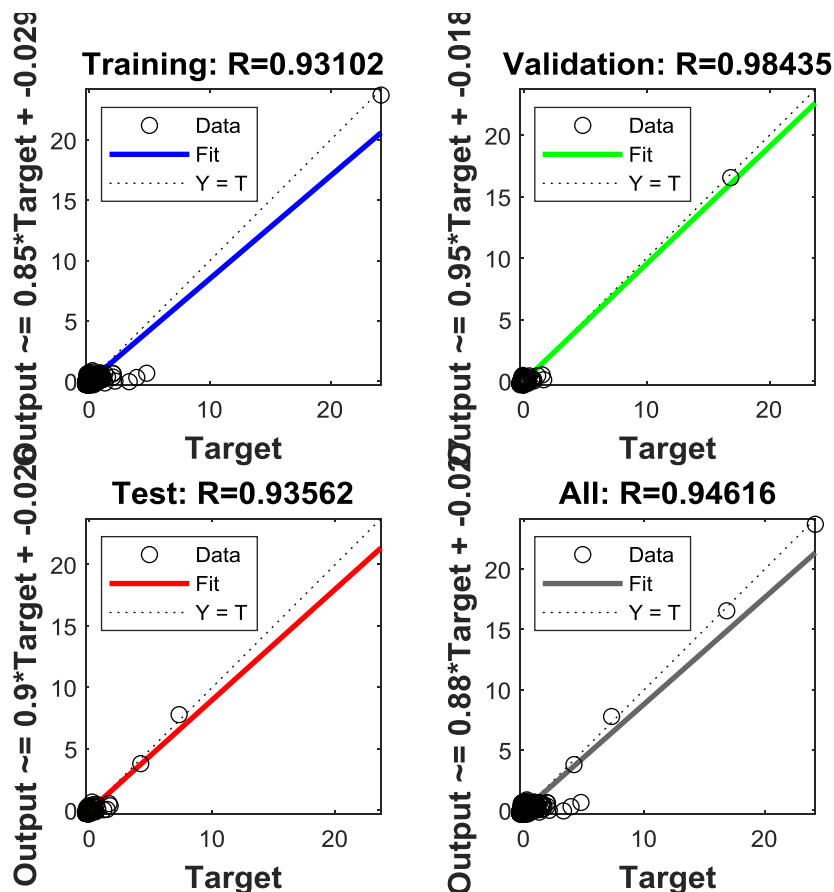 Training: R=0.93102
Output ~= 0.85*Target + -0.029
Data
Fit
Y = T
20
15
10
5
0
0
10
20
Target
Validation: R=0.98435
Output ~= 0.95*Target + -0.018
Data
Fit
Y = T
20
15
10
5
0
0
10
20
Target
Test: R=0.93562
Output ~= 0.9*Target + -0.026
Data
Fit
Y = T
20
15
10
5
0
0
10
20
Target
All: R=0.94616
Output ~= 0.88*Target + -0.027
Data
Fit
Y = T
20
15
10
5
0
0
10
20
Target